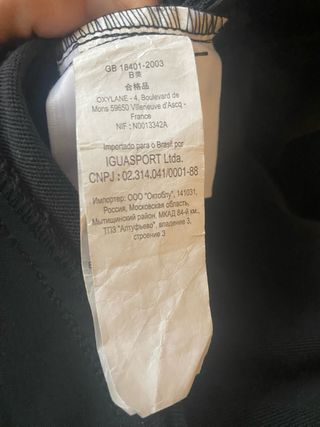 GB 18401-2003
B类
合格品
OXYLANE - 4, Boulevard de
Mons 59650 Villeneuve d'Ascq -
France
NIF : N0013342A
Importado para o Brasil por
IGUASPORT Ltda.
CNPJ : 02.314.041/0001-88
Импортер: ООО "Октоблу", 141031,
Россия, Московская область,
Мытищинский район, МКАД 84-й км.,
ТПЗ "Алтуфьево", владение 3,
строение 3